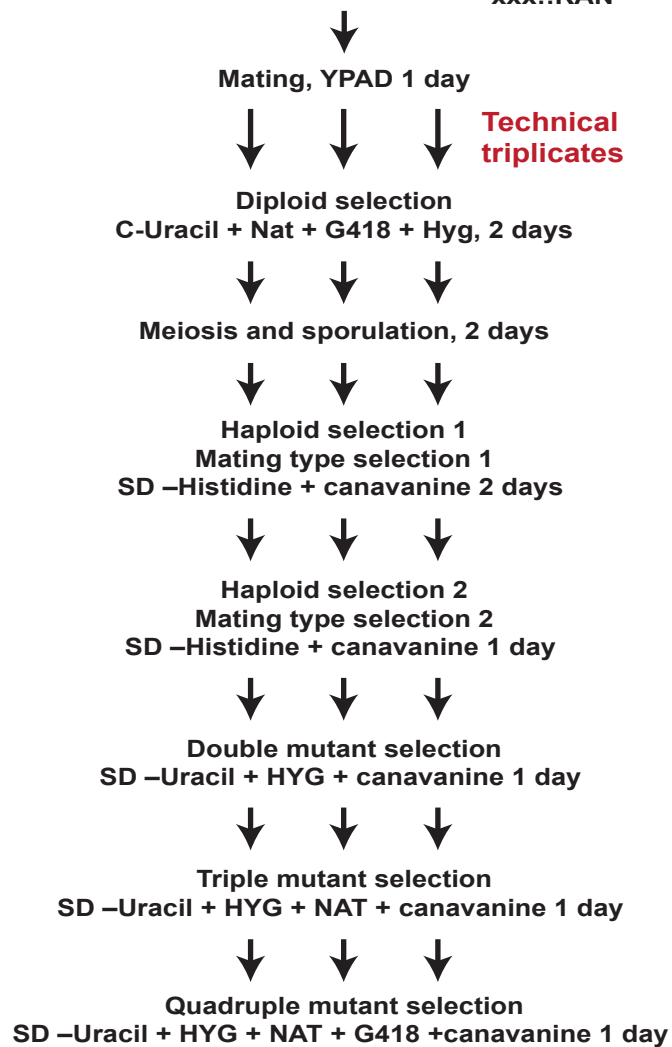 xxx::KAN
Mating, YPAD 1 day
Technical
triplicates
Diploid selection
C-Uracil + Nat + G418 + Hyg, 2 days
Meiosis and sporulation, 2 days
Haploid selection 1
Mating type selection 1
SD –Histidine + canavanine 2 days
Haploid selection 2
Mating type selection 2
SD –Histidine + canavanine 1 day
Double mutant selection
SD –Uracil + HYG + canavanine 1 day
Triple mutant selection
SD –Uracil + HYG + NAT + canavanine 1 day
Quadruple mutant selection
SD –Uracil + HYG + NAT + G418 +canavanine 1 day